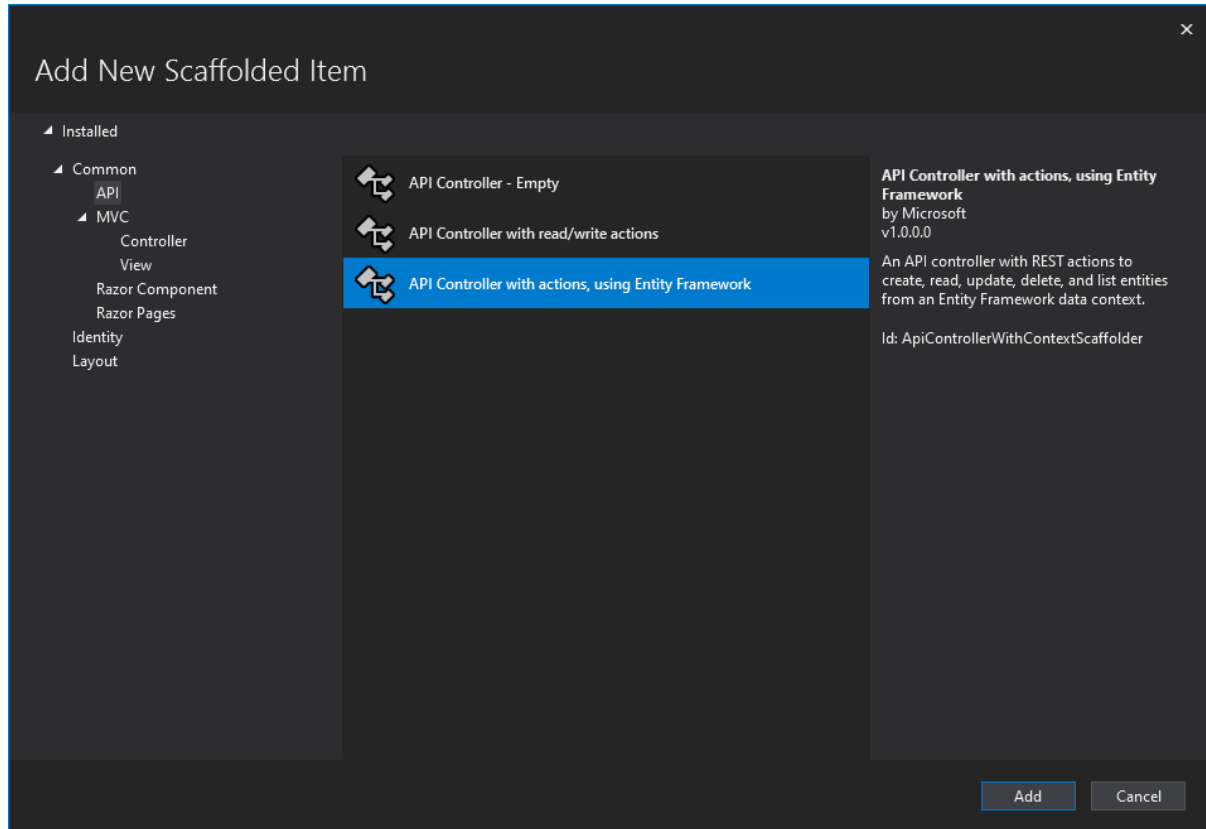 Add New Scaffolded Item
Installed
Common
API
MVC
Controller
View
Razor Component
Razor Pages
Identity
Layout
API Controller - Empty
API Controller with read/write actions
API Controller with actions, using Entity Framework
API Controller with actions, using Entity
Framework
by Microsoft
v1.0.0.0
An API controller with REST actions to
create, read, update, delete, and list entities
from an Entity Framework data context.
Id: ApiControllerWithContextScaffolder
Add
Cancel